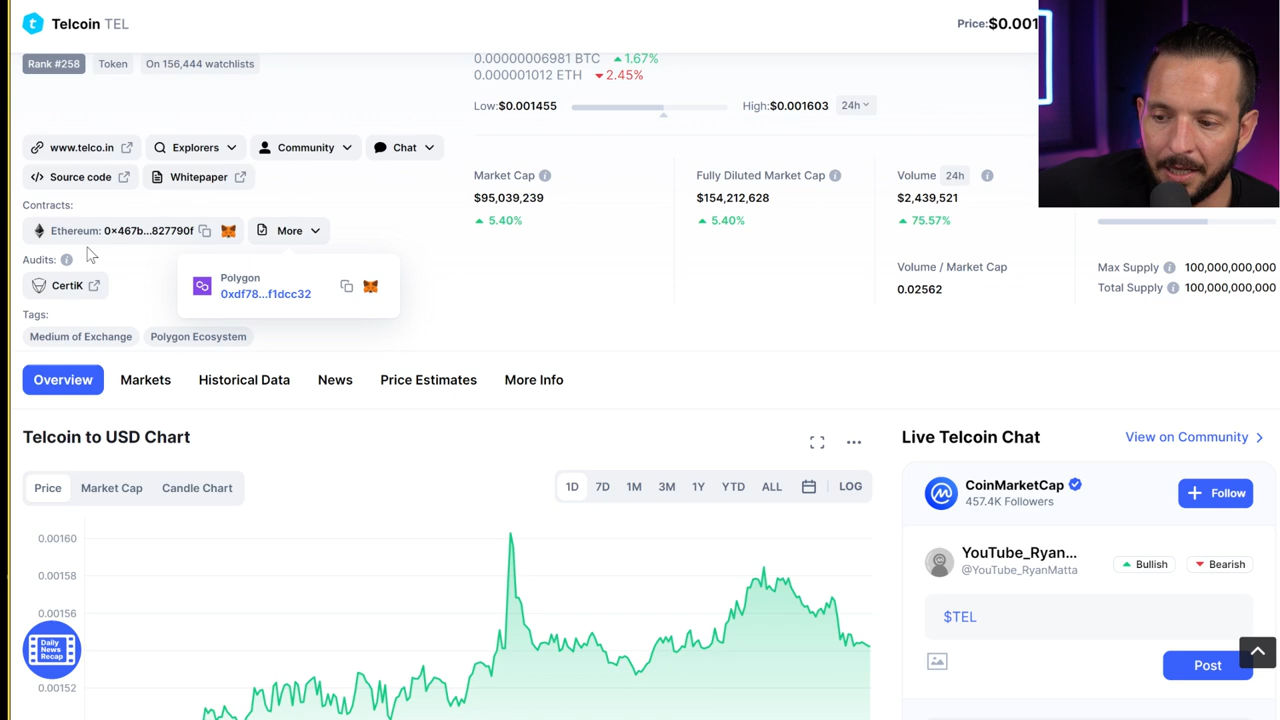 Telcoin TEL
Price:$0.001
Rank #258 Token On 156,444 watchlists
0.00000006981 BTC 1.67%
0.000001012 ETH 2.45%
Low:$0.001455 High:$0.001603 24h
www.telco.in Explorers Community Chat
Source code Whitepaper
Contracts:
Ethereum: 0x467b...827790f More
Polygon
0xdf78...f1dcc32
Audits:
CertiK
Tags:
Medium of Exchange Polygon Ecosystem
Market Cap
$95,039,239
5.40%
Fully Diluted Market Cap
$154,212,628
5.40%
Volume 24h
$2,439,521
75.57%
Volume / Market Cap
0.02562
Max Supply 100,000,000,000
Total Supply 100,000,000,000
Overview Markets Historical Data News Price Estimates More Info
Telcoin to USD Chart
Price Market Cap Candle Chart
1D 7D 1M 3M 1Y YTD ALL LOG
0.00160
0.00158
0.00156
0.00152
Daily
News
Recap
Live Telcoin Chat
View on Community
CoinMarketCap
457.4K Followers
+ Follow
YouTube_Ryan...
@YouTube_RyanMatta
Bullish Bearish
$TEL
Post